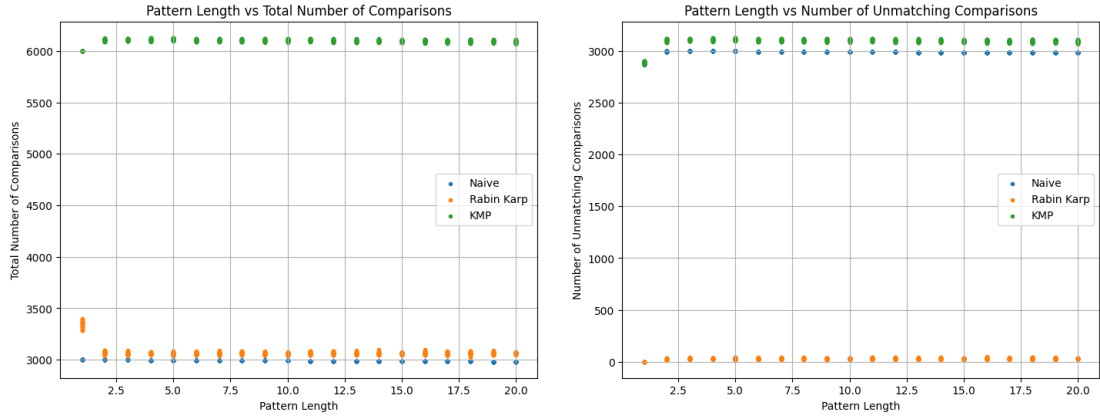 Pattern Length vs Total Number of Comparisons
Total Number of Comparisons
6000
5500
5000
4500
4000
3500
3000
Naive
Rabin Karp
KMP
2.5
5.0
7.5
10.0
12.5
15.0
17.5
20.0
Pattern Length
Pattern Length vs Number of Unmatching Comparisons
Number of Unmatching Comparisons
3000
2500
2000
1500
1000
500
0
Naive
Rabin Karp
KMP
2.5
5.0
7.5
10.0
12.5
15.0
17.5
20.0
Pattern Length